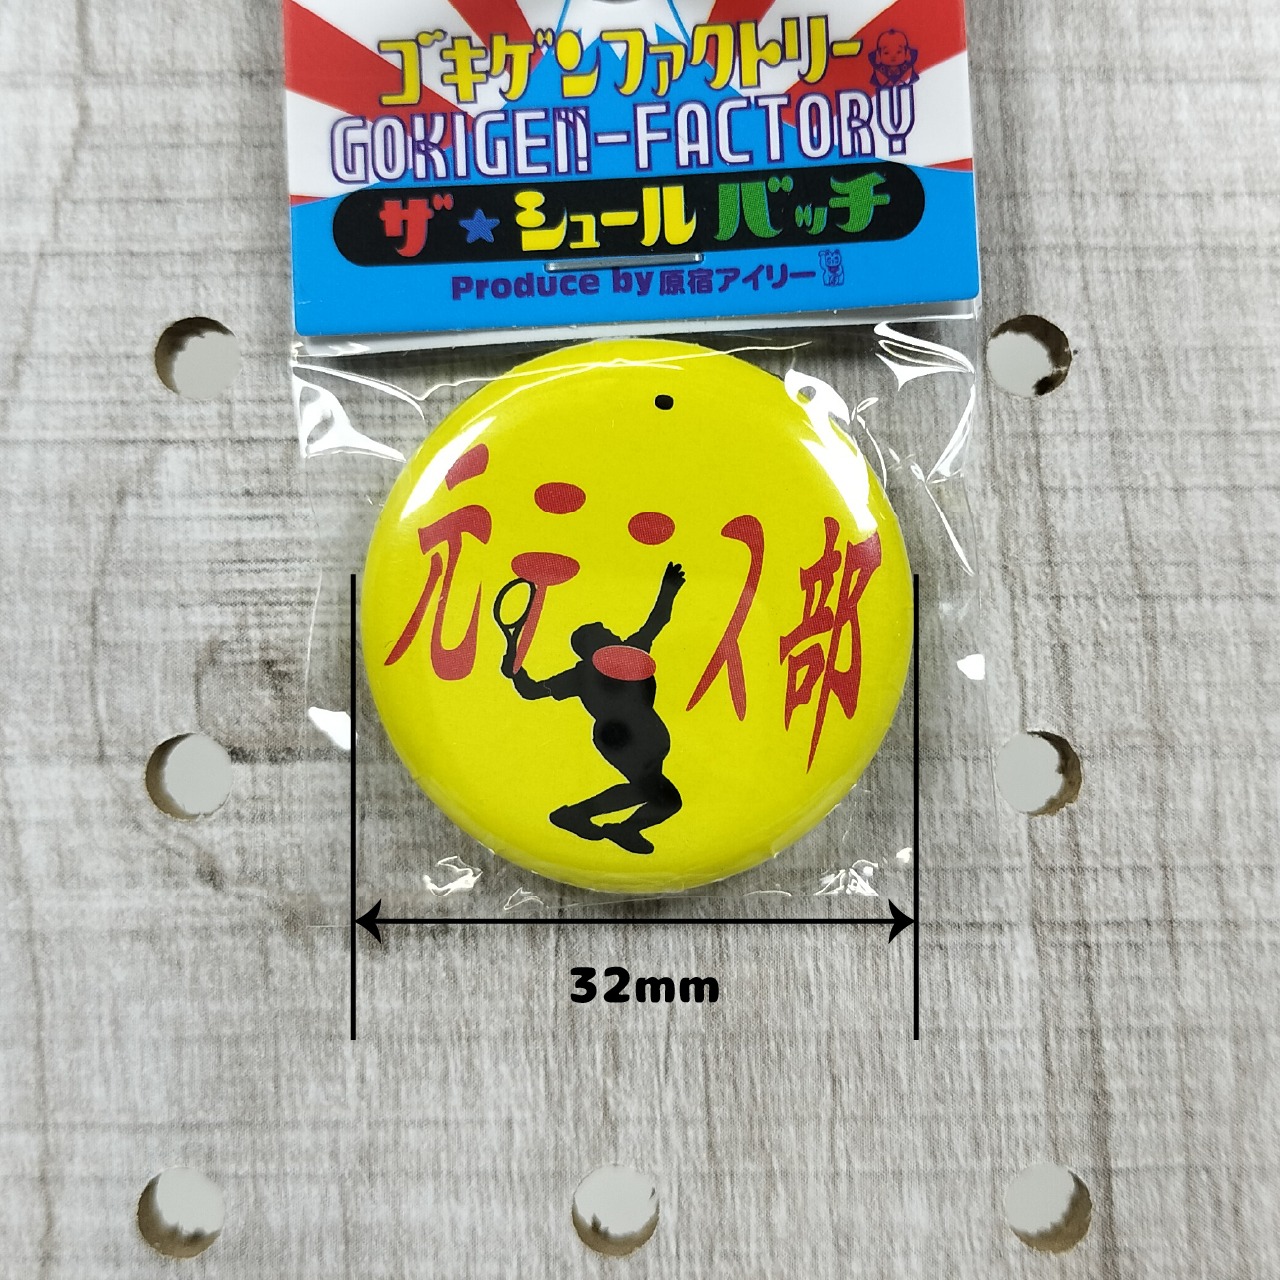 ゴキゲンファクトリー
GOKIGEN-FACTORY
ザ★シュールバッチ
Produce by 原宿アイリー
元テニス部
32mm